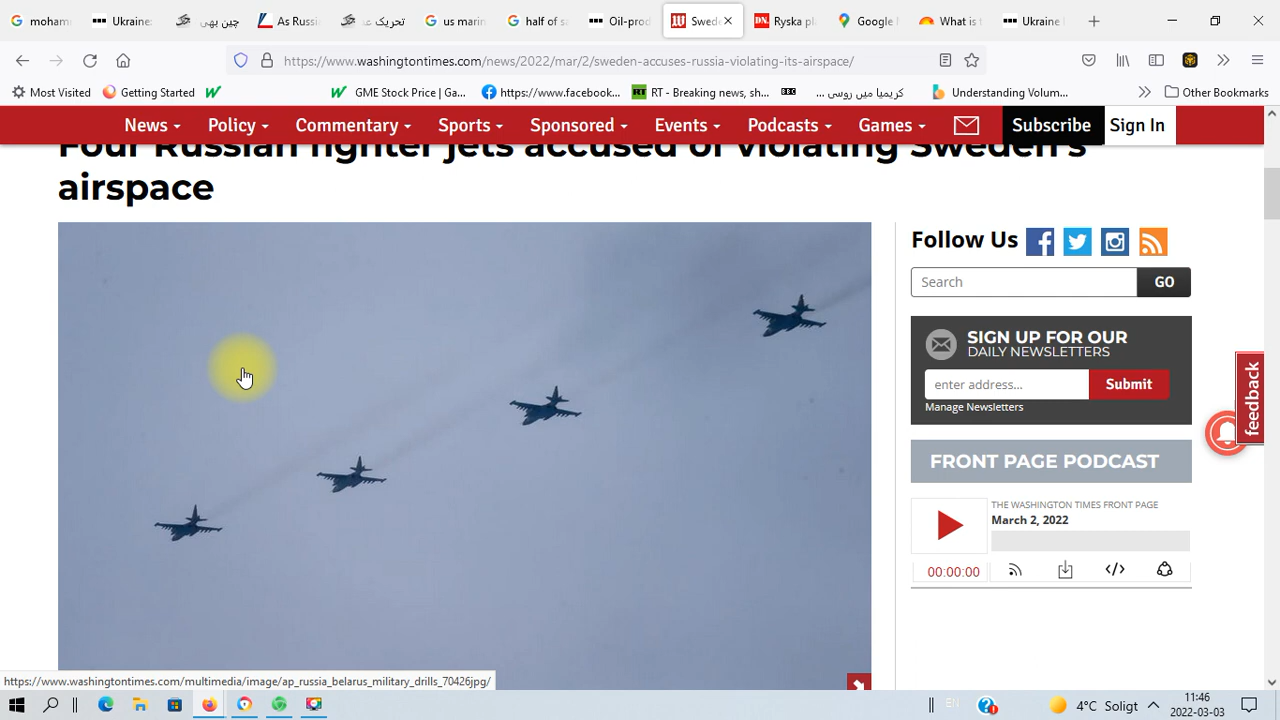 moham
Ukraine:
چین بھی
As Russia
تحریک عد
us marin
half of sa
Oil-prod
Swed
Ryska pl
Google M
What is t
Ukraine
https://www.washingtontimes.com/news/2022/mar/2/sweden-accuses-russia-violating-its-airspace/
Most Visited
Getting Started
GME Stock Price | Ga...
https://www.facebook...
RT - Breaking news, sh...
کریمیا میں روسی ...
Understanding Volum...
Other Bookmarks
News
Policy
Commentary
Sports
Sponsored
Events
Podcasts
Games
Subscribe
Sign In
Four Russian fighter jets accused of violating Sweden's
airspace
Follow Us
Search
GO
SIGN UP FOR OUR
DAILY NEWSLETTERS
enter address...
Submit
Manage Newsletters
feedback
FRONT PAGE PODCAST
THE WASHINGTON TIMES FRONT PAGE
March 2, 2022
00:00:00
https://www.washingtontimes.com/multimedia/image/ap_russia_belarus_military_drills_70426jpg/
EN
4°C Soligt
11:46
2022-03-03